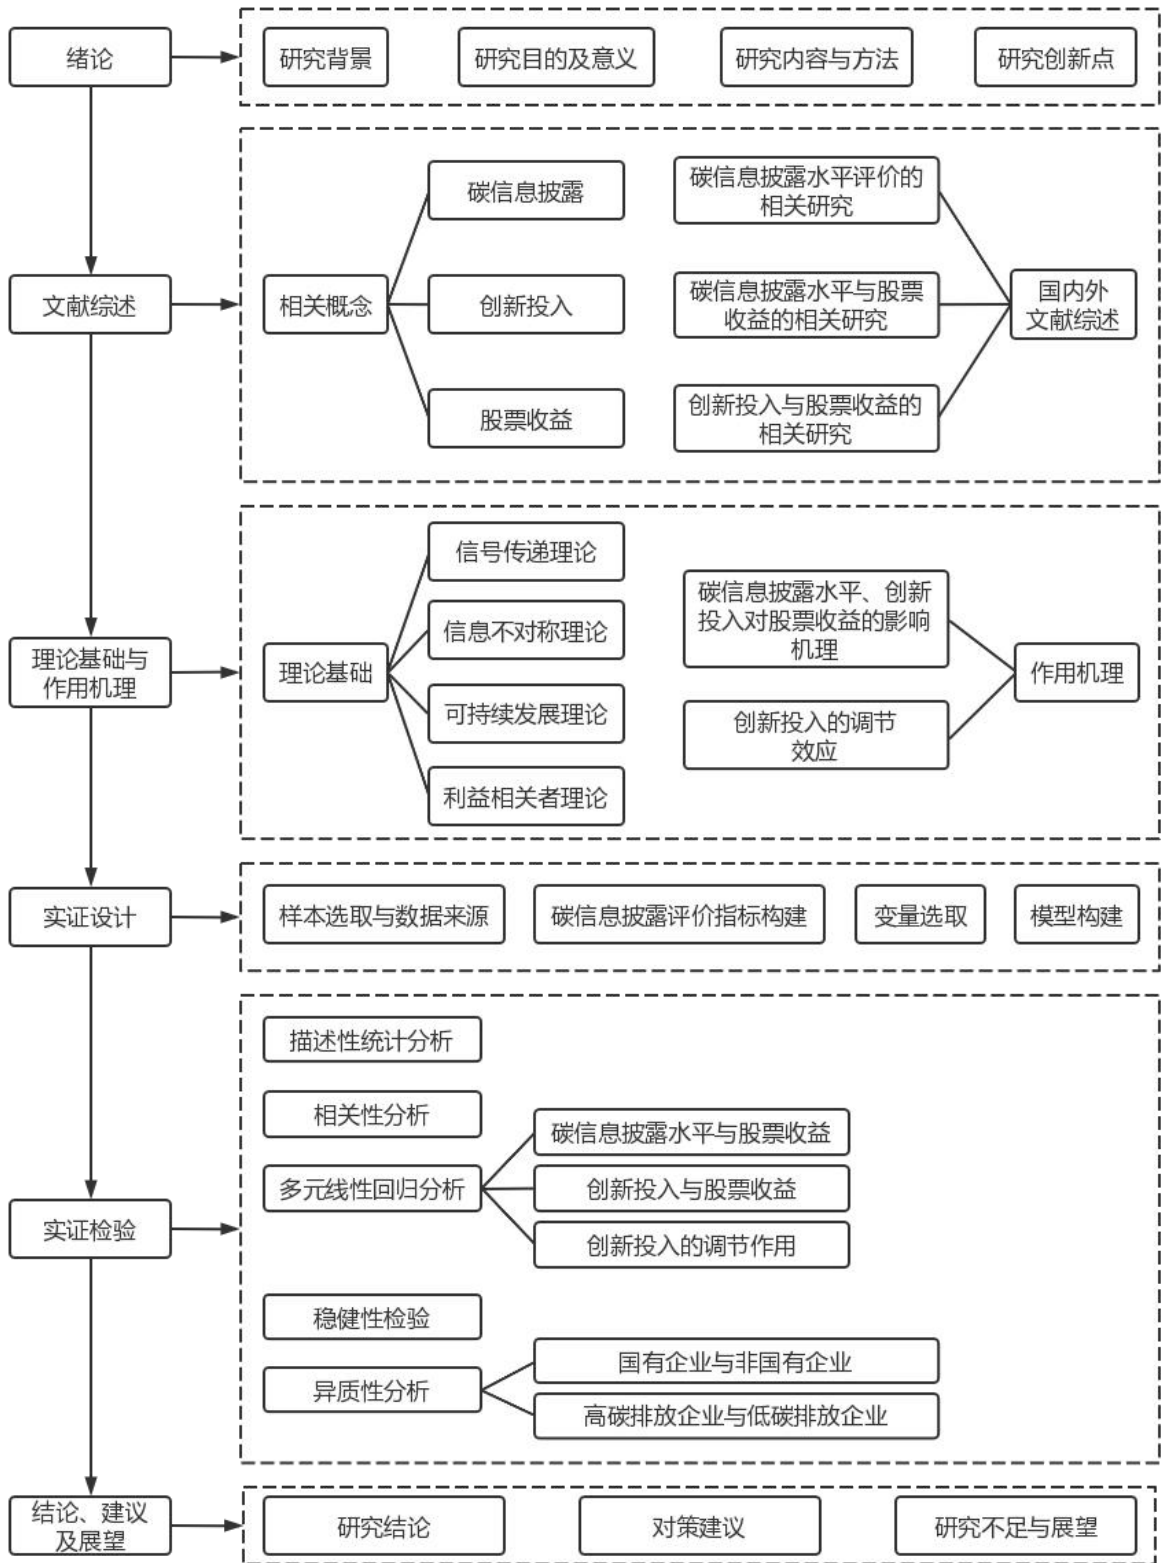 绪论
研究背景
研究目的及意义
研究内容与方法
研究创新点
文献综述
相关概念
碳信息披露
创新投入
股票收益
碳信息披露水平评价的
相关研究
碳信息披露水平与股票
收益的相关研究
创新投入与股票收益的
相关研究
国内外
文献综述
理论基础与
作用机理
理论基础
信号传递理论
信息不对称理论
可持续发展理论
利益相关者理论
碳信息披露水平、创新
投入对股票收益的影响
机理
创新投入的调节
效应
作用机理
实证设计
样本选取与数据来源
碳信息披露评价指标构建
变量选取
模型构建
实证检验
描述性统计分析
相关性分析
多元线性回归分析
碳信息披露水平与股票收益
创新投入与股票收益
创新投入的调节作用
稳健性检验
异质性分析
国有企业与非国有企业
高碳排放企业与低碳排放企业
结论、建议
及展望
研究结论
对策建议
研究不足与展望